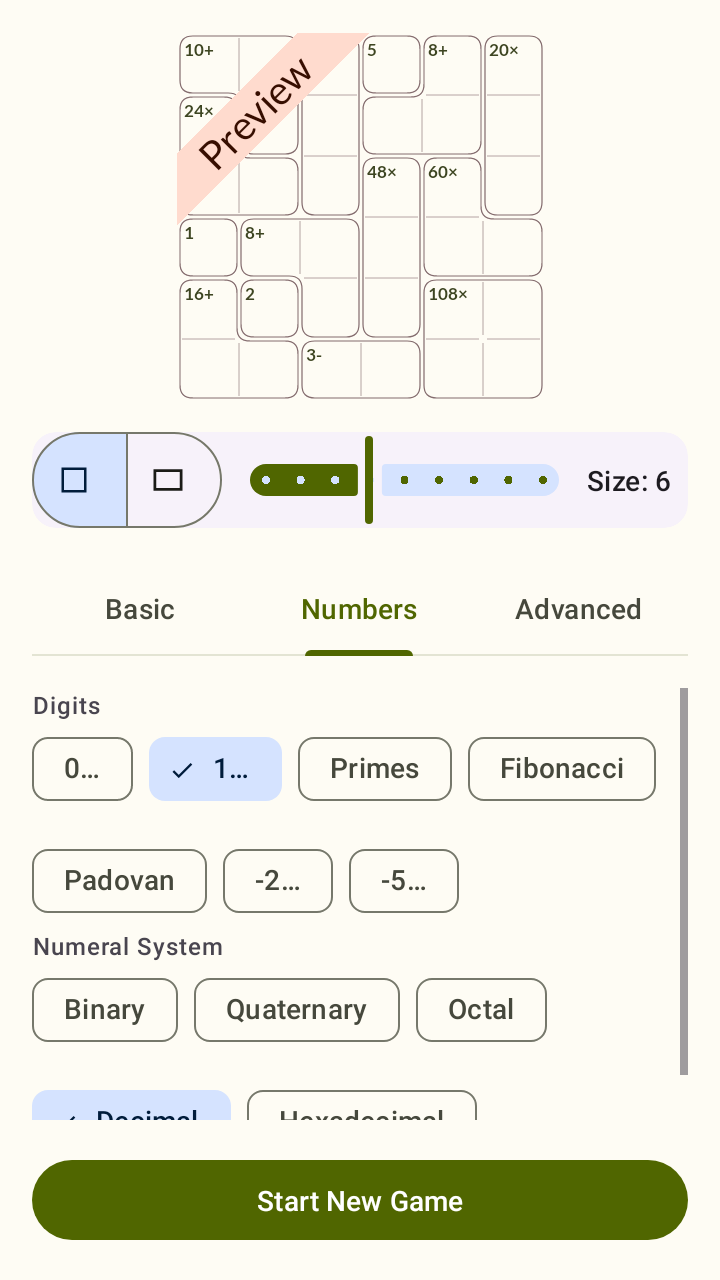 10+ 5 8+ 20×
24×
Preview
48× 60×
1 8+
16+ 2 108×
3-
Size: 6
Basic Numbers Advanced
Digits
0... 1... Primes Fibonacci
Padovan -2... -5...
Numeral System
Binary Quaternary Octal
Decimal Hexadecimal
Start New Game